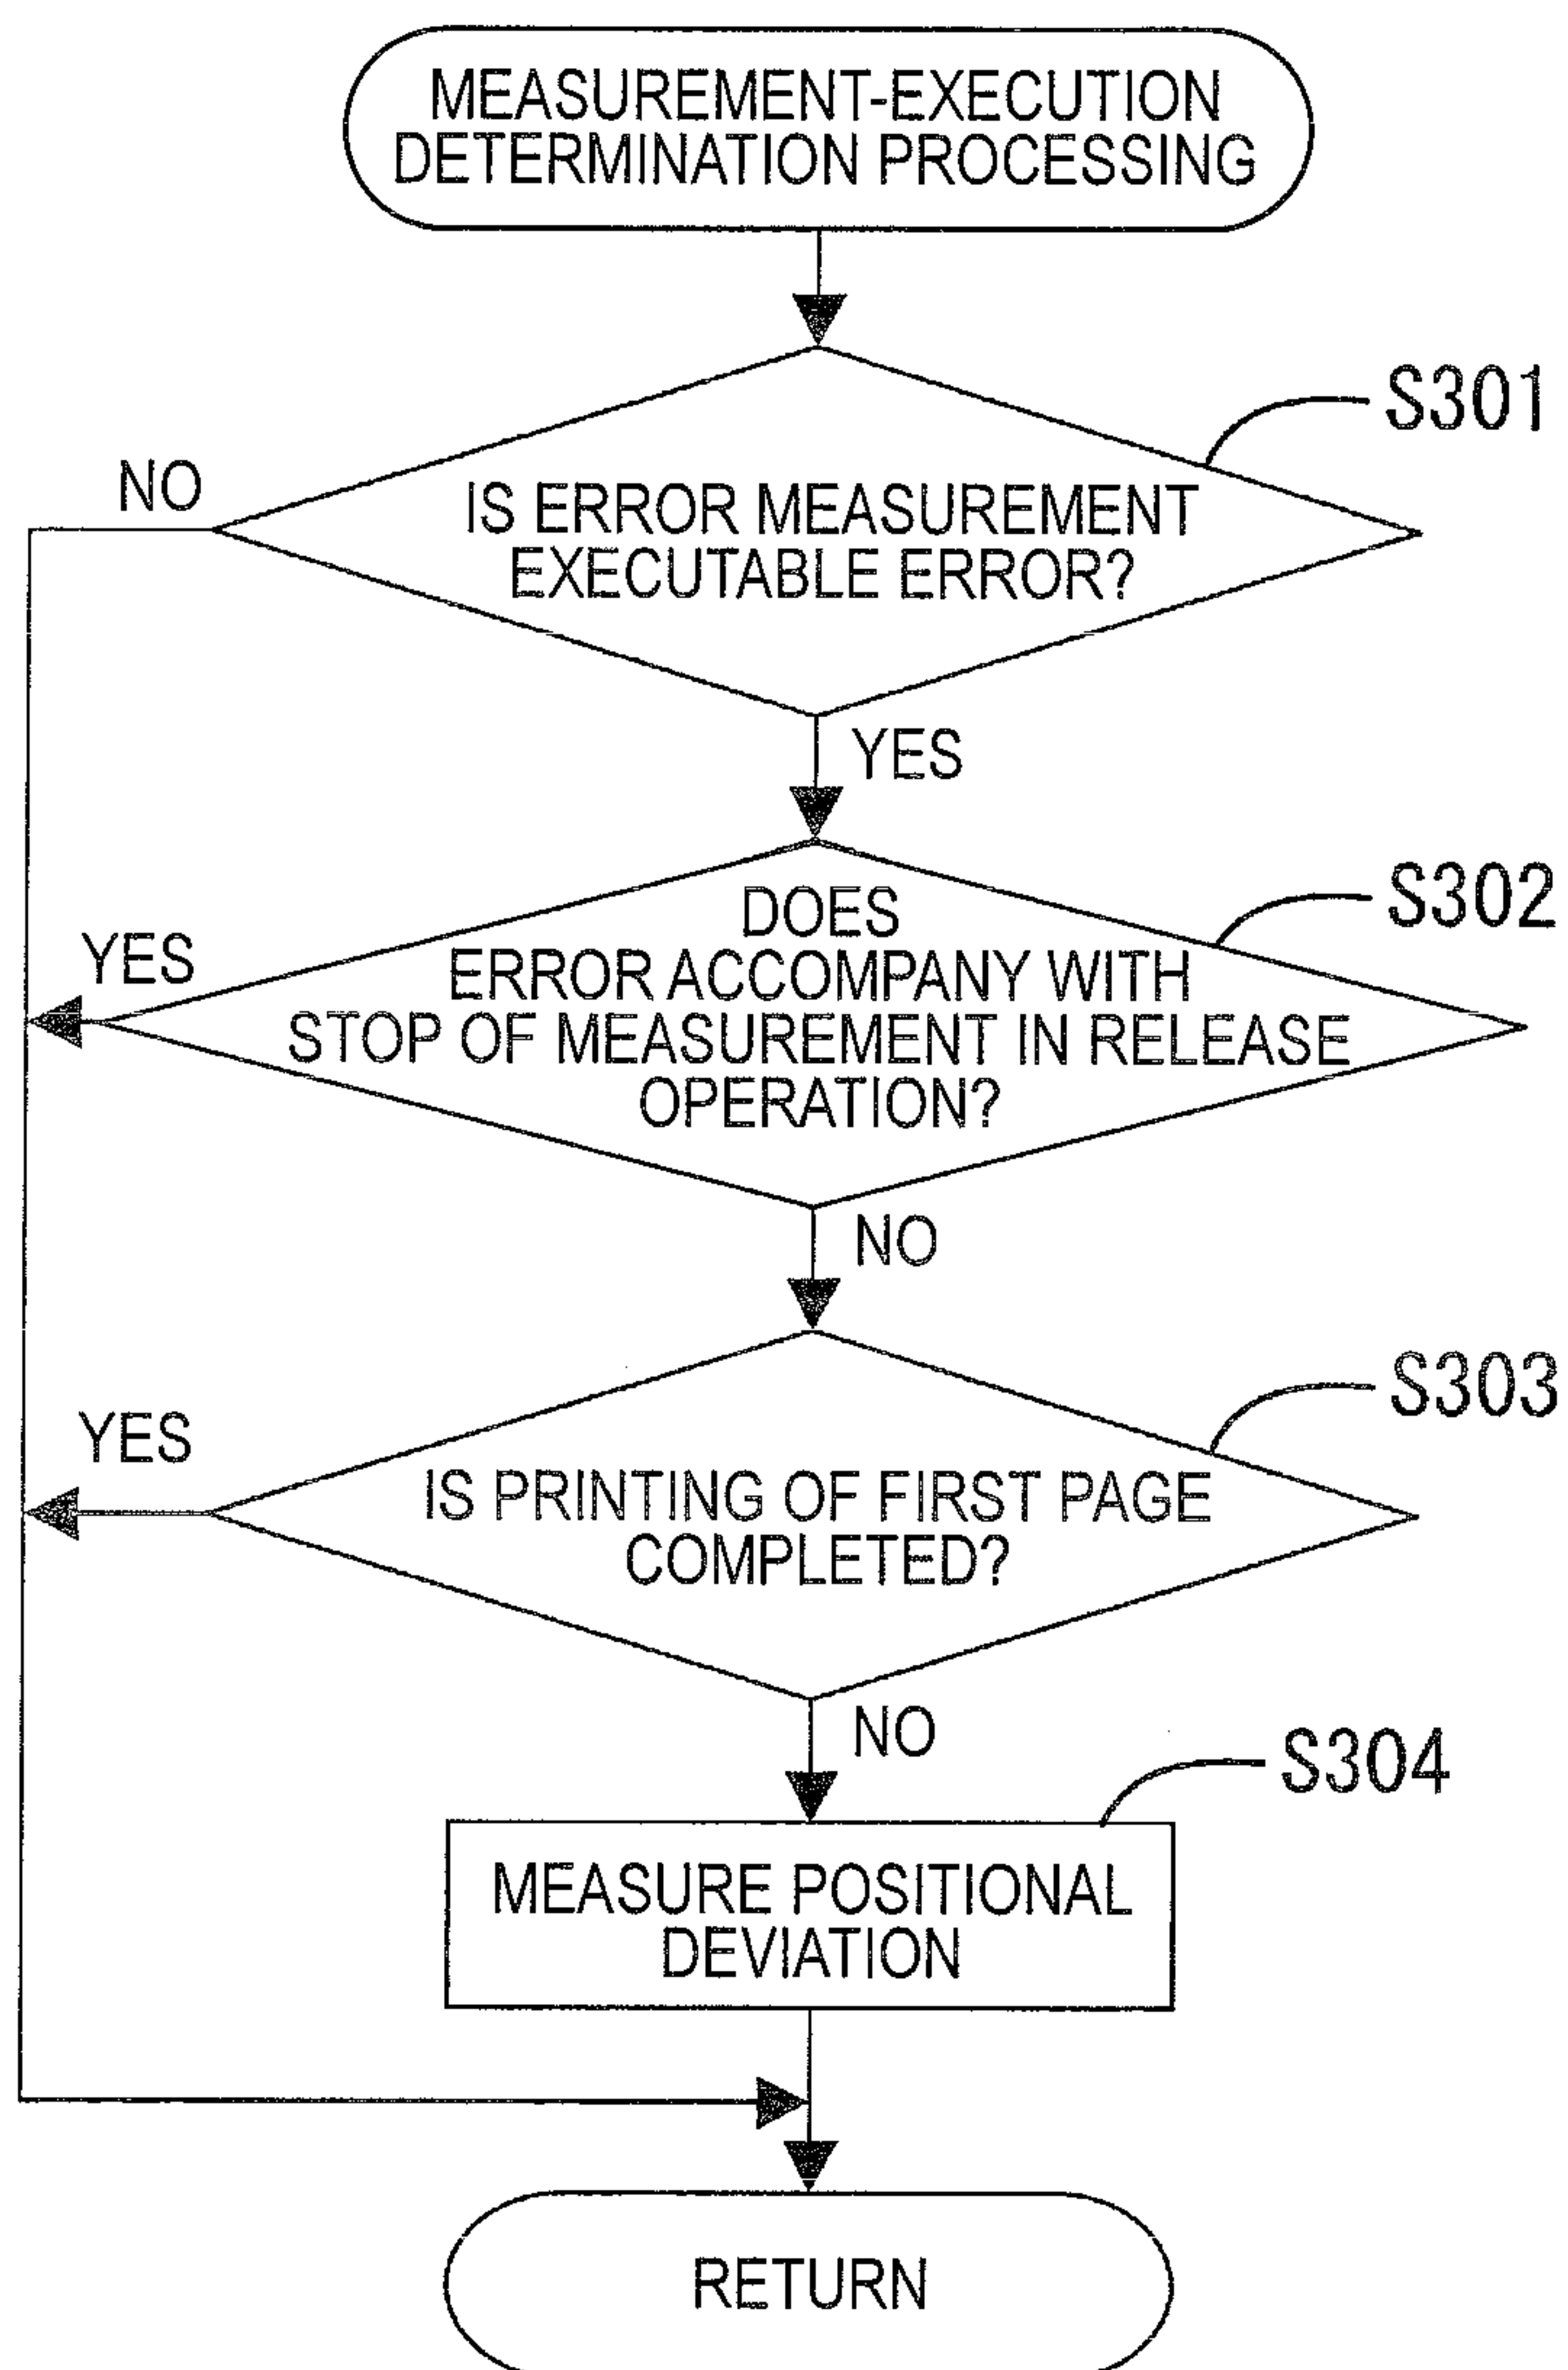 MEASUREMENT-EXECUTION
DETERMINATION PROCESSING
S301
NO
IS ERROR MEASUREMENT
EXECUTABLE ERROR?
YES
S302
DOES
YES
ERROR ACCOMPANY WITH
STOP OF MEASUREMENT IN RELEASE
OPERATION?
NO
S303
YES
IS PRINTING OF FIRST PAGE
COMPLETED?
NO
S304
MEASURE POSITIONAL
DEVIATION
RETURN